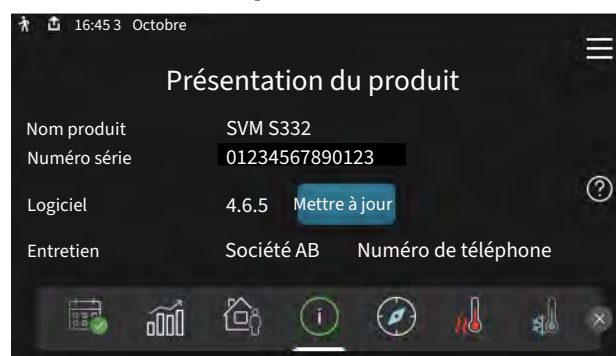 16:45 3 Octobre
Présentation du produit
Nom produit SVM S332
Numéro série 01234567890123
Logiciel 4.6.5 Mettre à jour
Entretien Société AB Numéro de téléphone